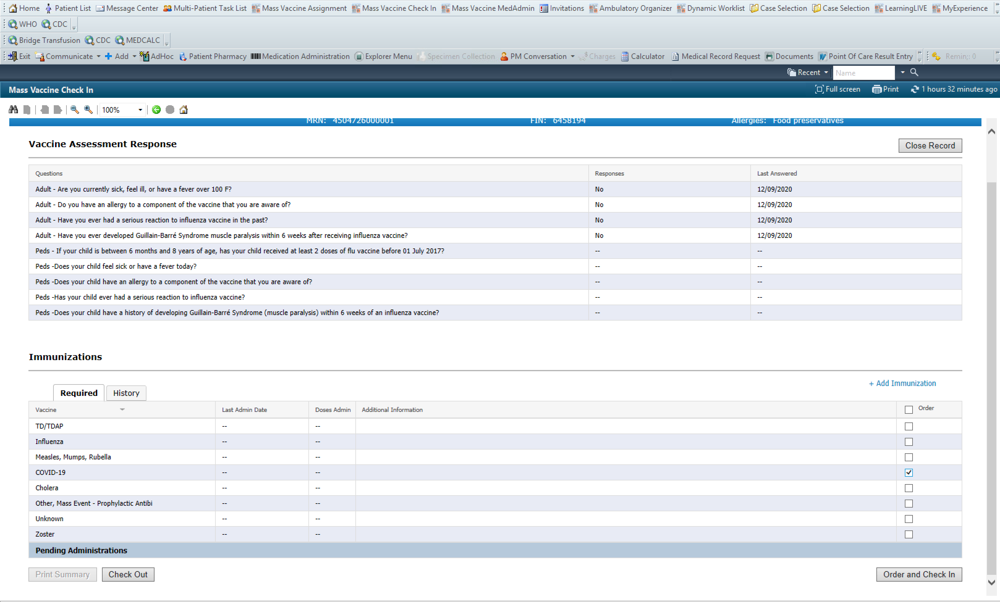 Home Patient List Message Center Multi-Patient Task List Mass Vaccine Assignment Mass Vaccine Check In Mass Vaccine MedAdmin Invitations Ambulatory Organizer Dynamic Worklist Case Selection Case Selection LearningLIVE MyExperience
WHO CDC
Bridge Transfusion CDC MEDCALC
Exit Communicate Add AdHoc Patient Pharmacy Medication Administration Explorer Menu Specimen Collection PM Conversation Charges Calculator Medical Record Request Documents Point Of Care Result Entry Remin;: 0
Recent Name
Mass Vaccine Check In Full screen Print 1 hours 32 minutes ago
100%
MRN: 4504726000001 FIN: 6458194 Allergies: Food preservatives
Vaccine Assessment Response Close Record
Questions Responses Last Answered
Adult - Are you currently sick, feel ill, or have a fever over 100 F? No 12/09/2020
Adult - Do you have an allergy to a component of the vaccine that you are aware of? No 12/09/2020
Adult - Have you ever had a serious reaction to influenza vaccine in the past? No 12/09/2020
Adult - Have you ever developed Guillain-Barré Syndrome muscle paralysis within 6 weeks after receiving influenza vaccine? No 12/09/2020
Peds - If your child is between 6 months and 8 years of age, has your child received at least 2 doses of flu vaccine before 01 July 2017? -- --
Peds -Does your child feel sick or have a fever today? -- --
Peds -Does your child have an allergy to a component of the vaccine that you are aware of? -- --
Peds -Has your child ever had a serious reaction to influenza vaccine? -- --
Peds -Does your child have a history of developing Guillain-Barré Syndrome (muscle paralysis) within 6 weeks of an influenza vaccine? -- --
Immunizations
+ Add Immunization
Required History
Vaccine Last Admin Date Doses Admin Additional Information Order
TD/TDAP -- --
Influenza -- --
Measles, Mumps, Rubella -- --
COVID-19 -- --
Cholera -- --
Other, Mass Event - Prophylactic Antibi -- --
Unknown -- --
Zoster -- --
Pending Administrations
Print Summary Check Out Order and Check In